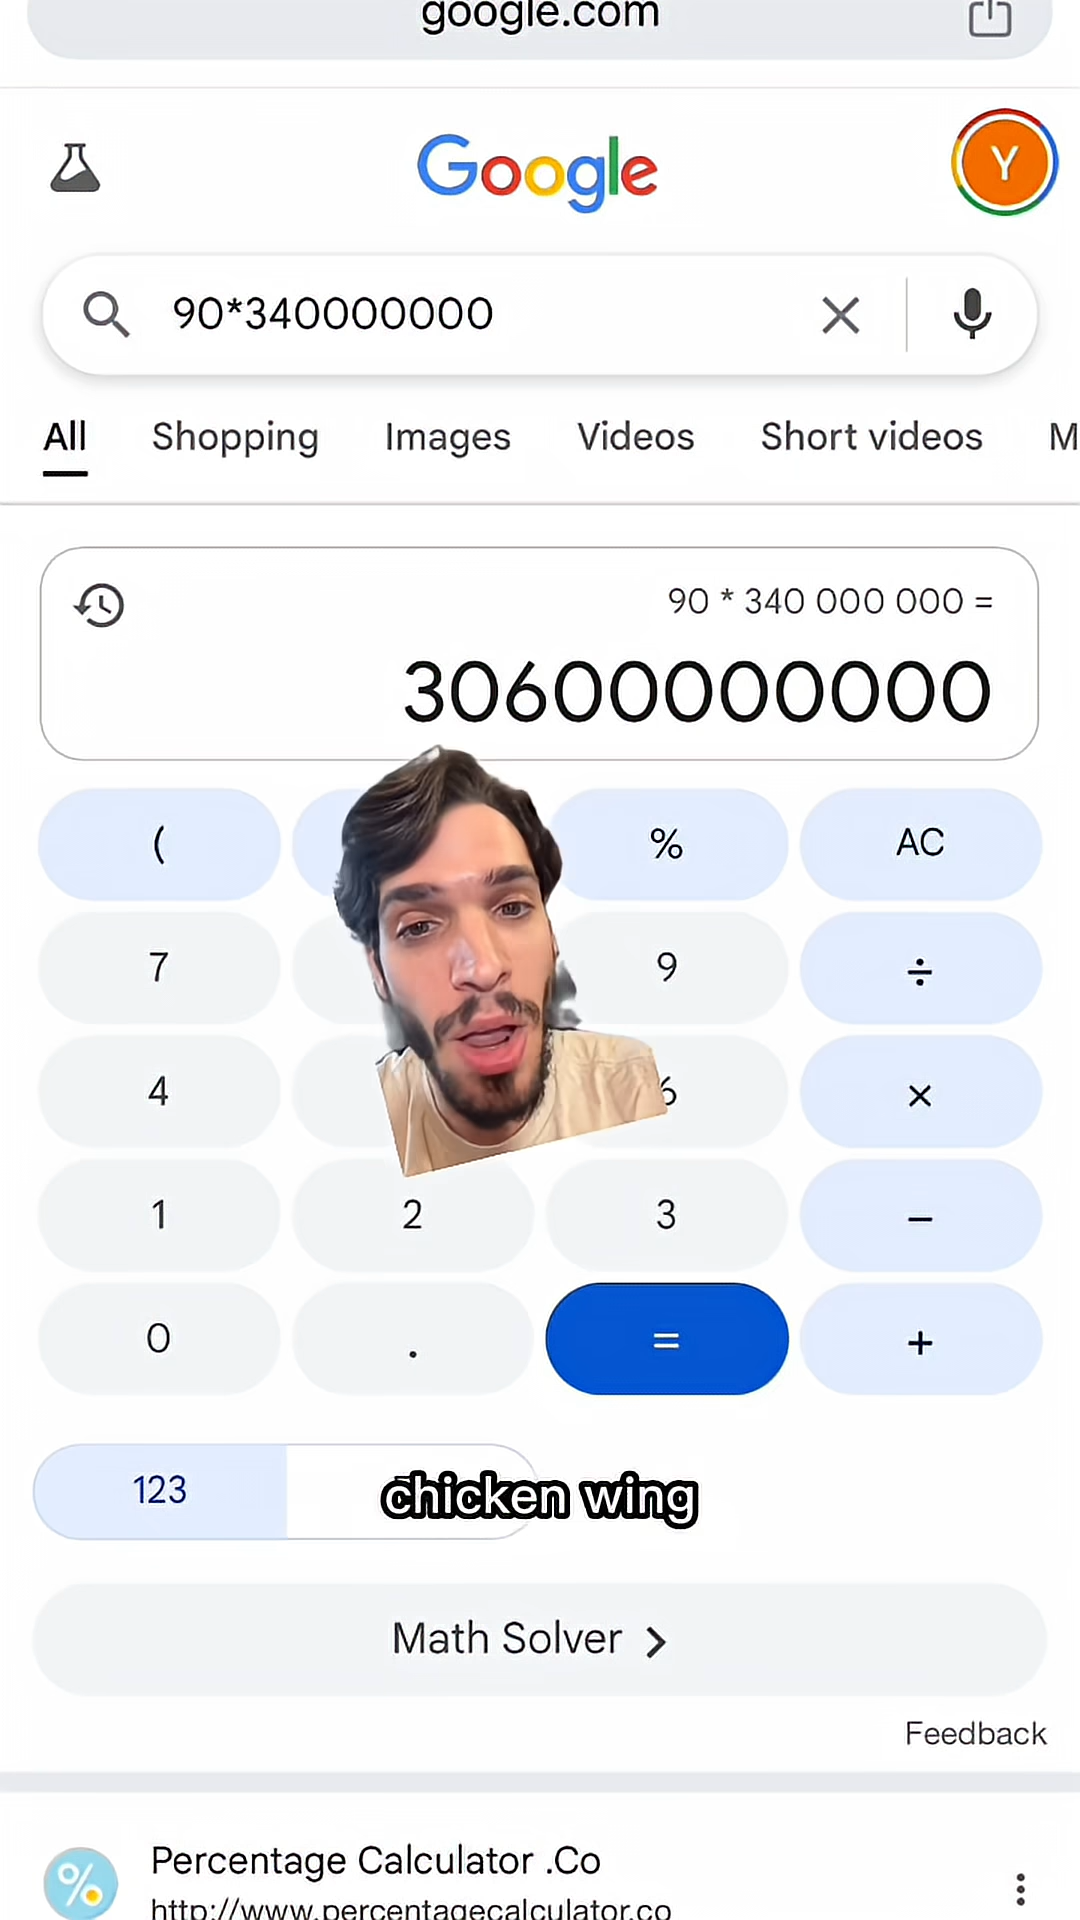 google.com
Google
Y
90*340000000
All Shopping Images Videos Short videos M
90 * 340 000 000 =
30600000000
( % AC
7 9 ÷
4 6 ×
1 2 3 −
0 . = +
123
chicken wing
Math Solver >
Feedback
Percentage Calculator .Co
http://www.percentagecalculator.co